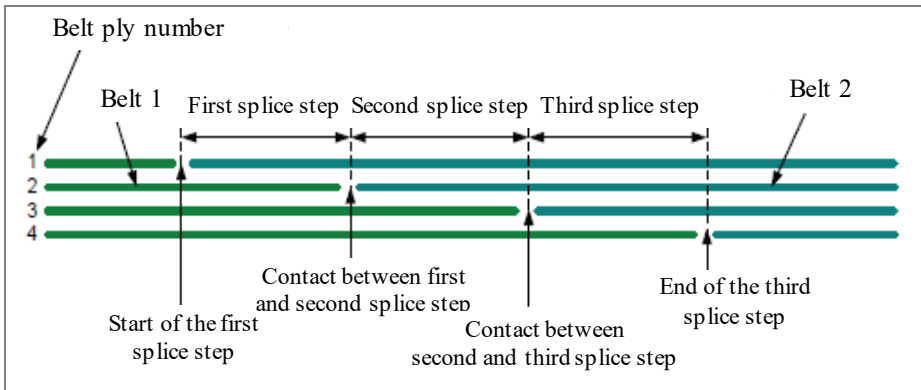 Belt ply number
Belt 1
First splice step
Second splice step
Third splice step
Belt 2
1
2
3
4
Contact between first
and second splice step
End of the third
splice step
Start of the first
splice step
Contact between
second and third splice step